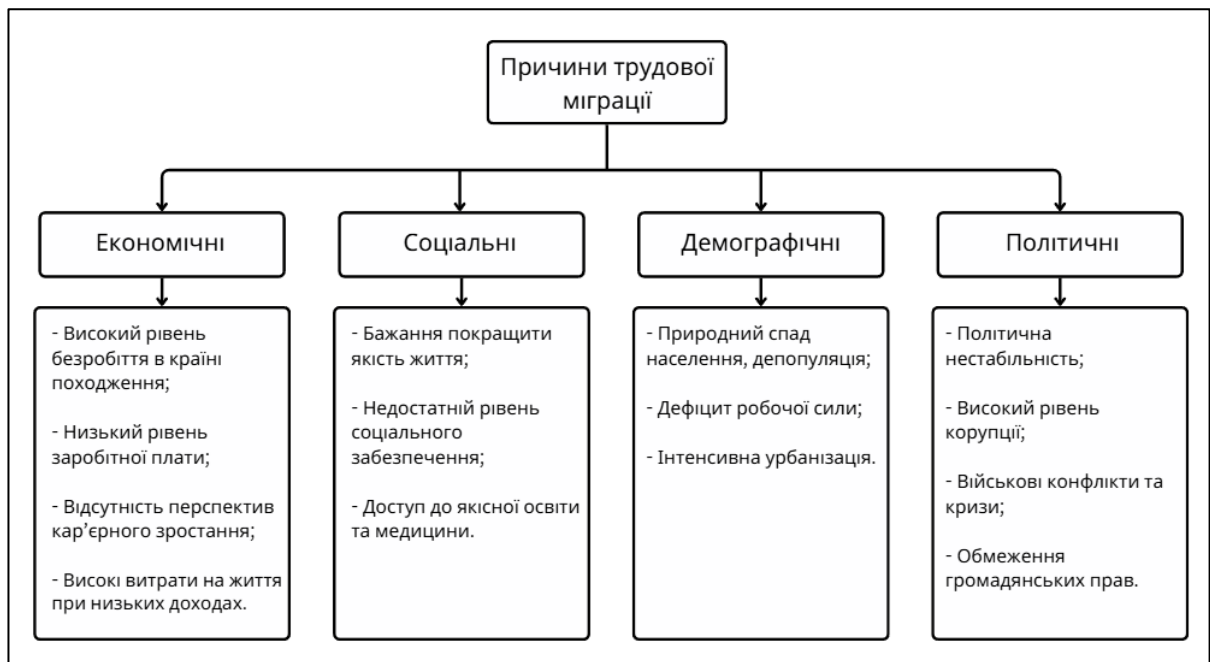 Причини трудової
міграції
Економічні
Соціальні
Демографічні
Політичні
- Високий рівень
безробіття в країні
походження;
- Низький рівень
заробітної плати;
- Відсутність перспектив
кар’єрного зростання;
- Високі витрати на життя
при низьких доходах.
- Бажання покращити
якість життя;
- Недостатній рівень
соціального
забезпечення;
- Доступ до якісної освіти
та медицини.
- Природний спад
населення, депопуляція;
- Дефіцит робочої сили;
- Інтенсивна урбанізація.
- Політична
нестабільність;
- Високий рівень
корупції;
- Військові конфлікти та
кризи;
- Обмеження
громадянських прав.